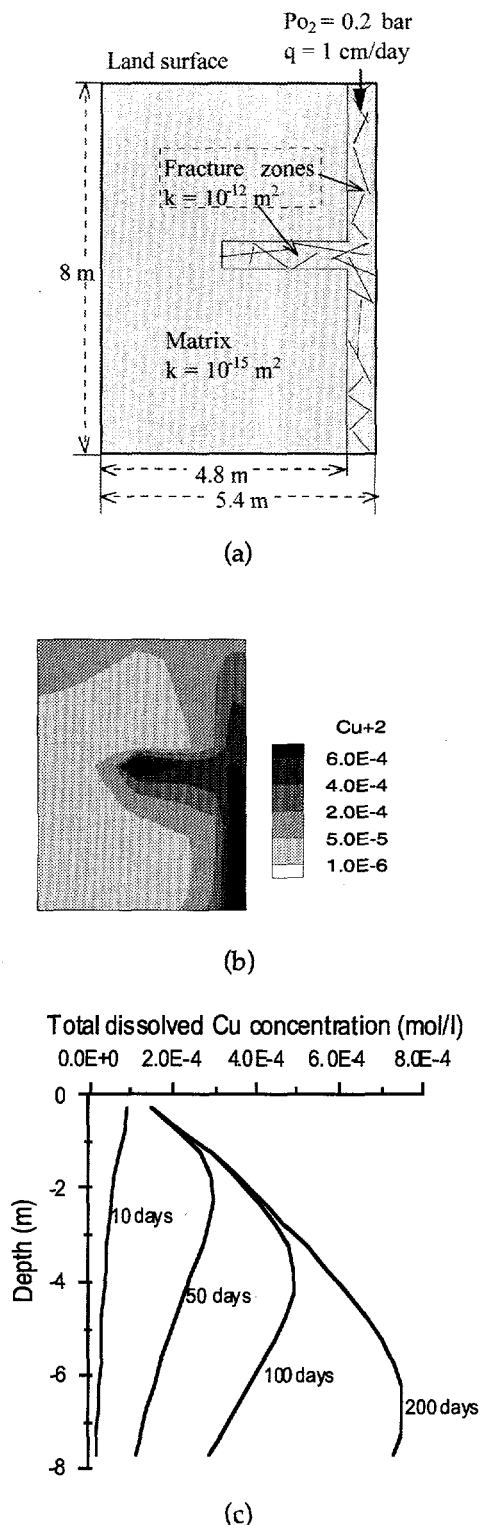 Po₂ = 0.2 bar
q = 1 cm/day
Land surface
Fracture zones
k = 10⁻¹² m²
8 m
Matrix
k = 10⁻¹⁵ m²
4.8 m
5.4 m
(a)
Cu+2
6.0E-4
4.0E-4
2.0E-4
5.0E-5
1.0E-6
(b)
Total dissolved Cu concentration (mol/l)
0.0E+0 2.0E-4 4.0E-4 6.0E-4 8.0E-4
0
-2
-4
-6
-8
Depth (m)
10 days
50 days
100 days
200 days
(c)